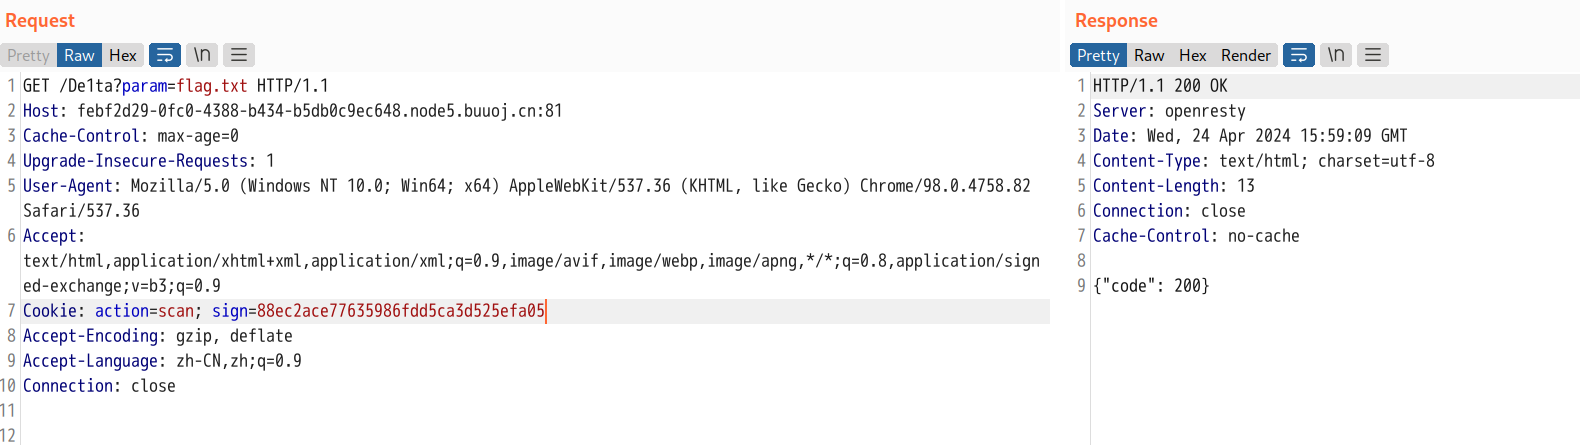 Request
Pretty Raw Hex \n
1 GET /De1ta?param=flag.txt HTTP/1.1
2 Host: febf2d29-0fc0-4388-b434-b5db0c9ec648.node5.buuoj.cn:81
3 Cache-Control: max-age=0
4 Upgrade-Insecure-Requests: 1
5 User-Agent: Mozilla/5.0 (Windows NT 10.0; Win64; x64) AppleWebKit/537.36 (KHTML, like Gecko) Chrome/98.0.4758.82
Safari/537.36
6 Accept:
text/html,application/xhtml+xml,application/xml;q=0.9,image/avif,image/webp,image/apng,*/*;q=0.8,application/sign
ed-exchange;v=b3;q=0.9
7 Cookie: action=scan; sign=88ec2ace77635986fdd5ca3d525efa05
8 Accept-Encoding: gzip, deflate
9 Accept-Language: zh-CN,zh;q=0.9
10 Connection: close
11
12
Response
Pretty Raw Hex Render \n
1 HTTP/1.1 200 OK
2 Server: openresty
3 Date: Wed, 24 Apr 2024 15:59:09 GMT
4 Content-Type: text/html; charset=utf-8
5 Content-Length: 13
6 Connection: close
7 Cache-Control: no-cache
8
9 {"code": 200}